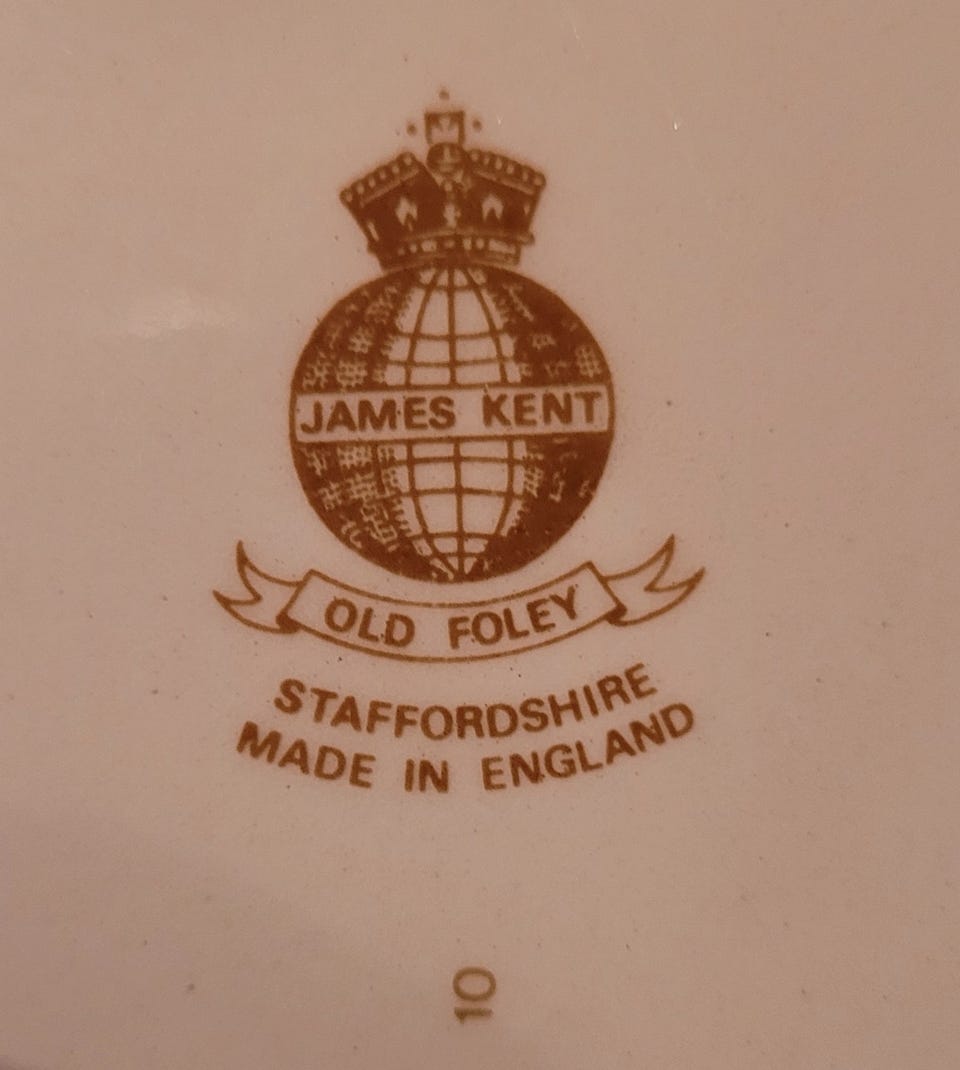 JAMES KENT
OLD FOLEY
STAFFORDSHIRE
MADE IN ENGLAND
10